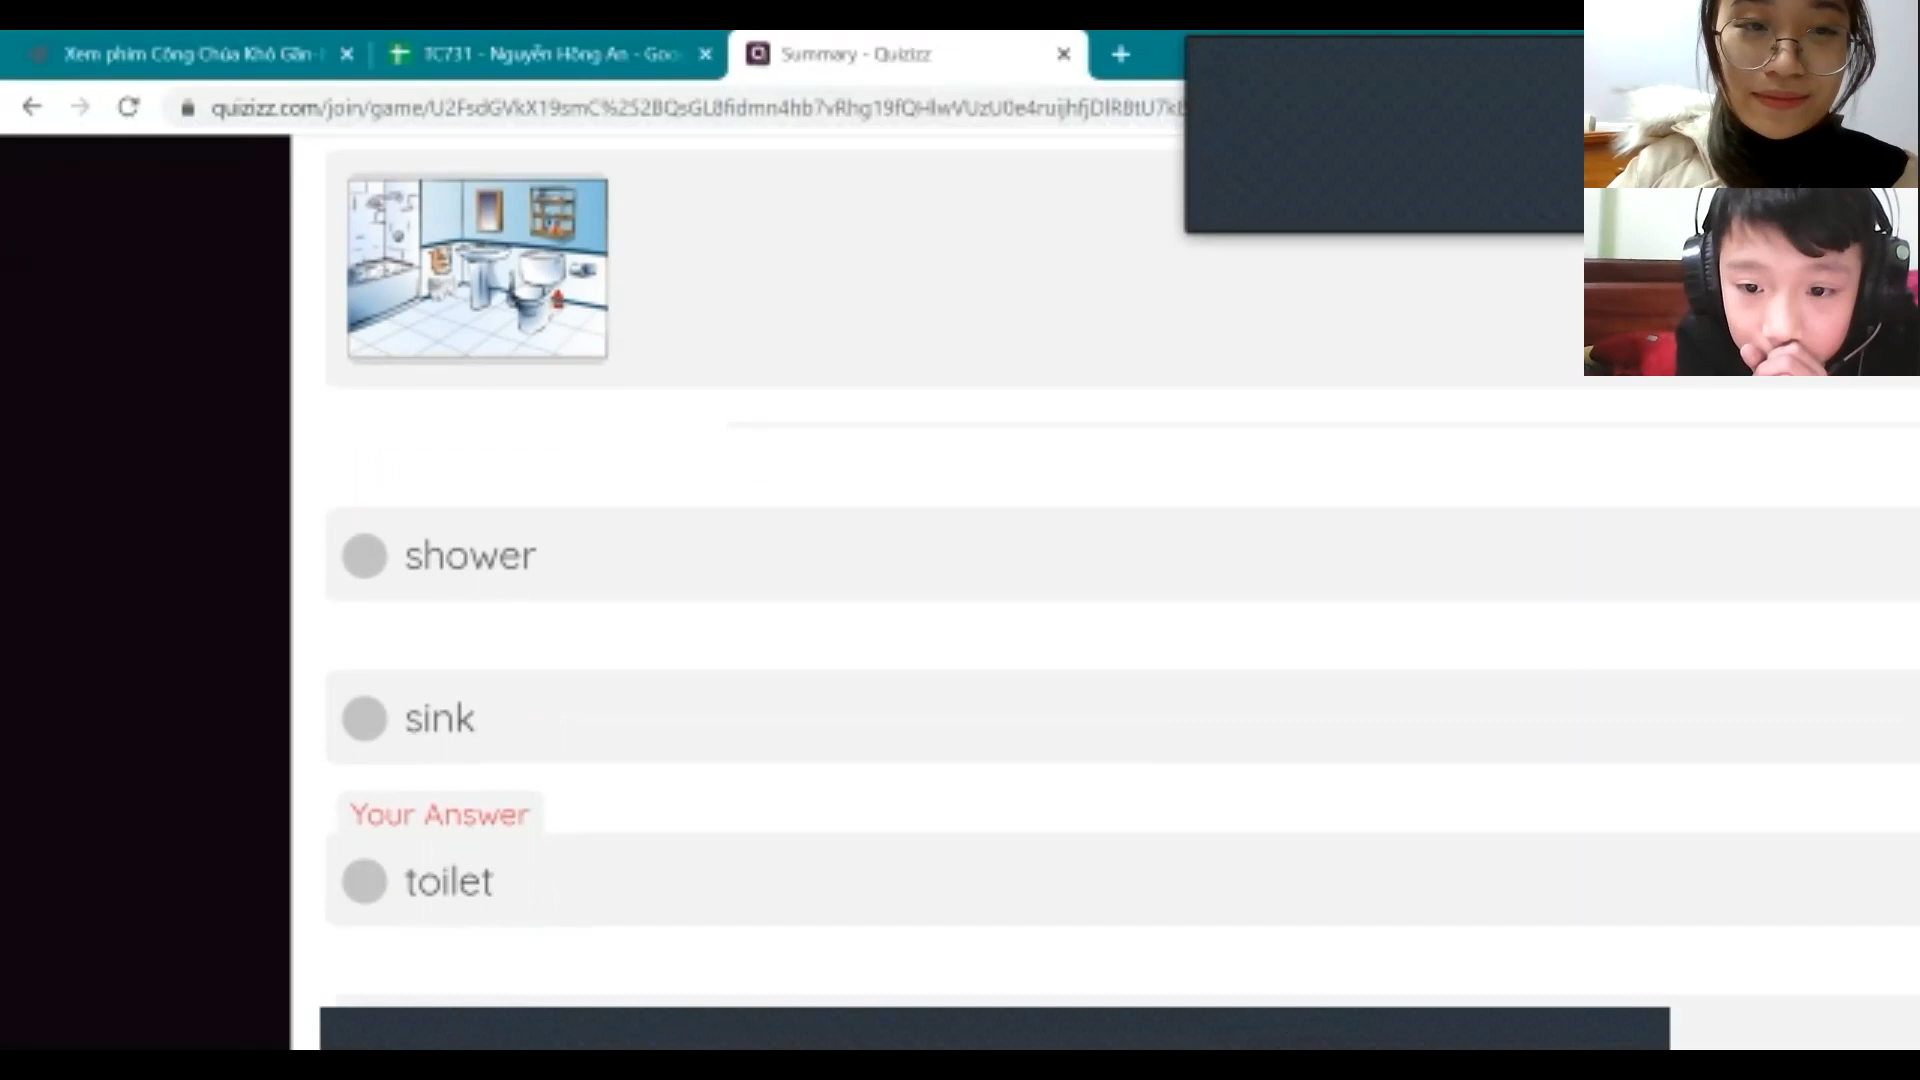 Xem phim Công Chúa Khó Gần-
TC731 - Nguyễn Hồng An - Goo
Summary - Quizizz
shower
sink
Your Answer
toilet